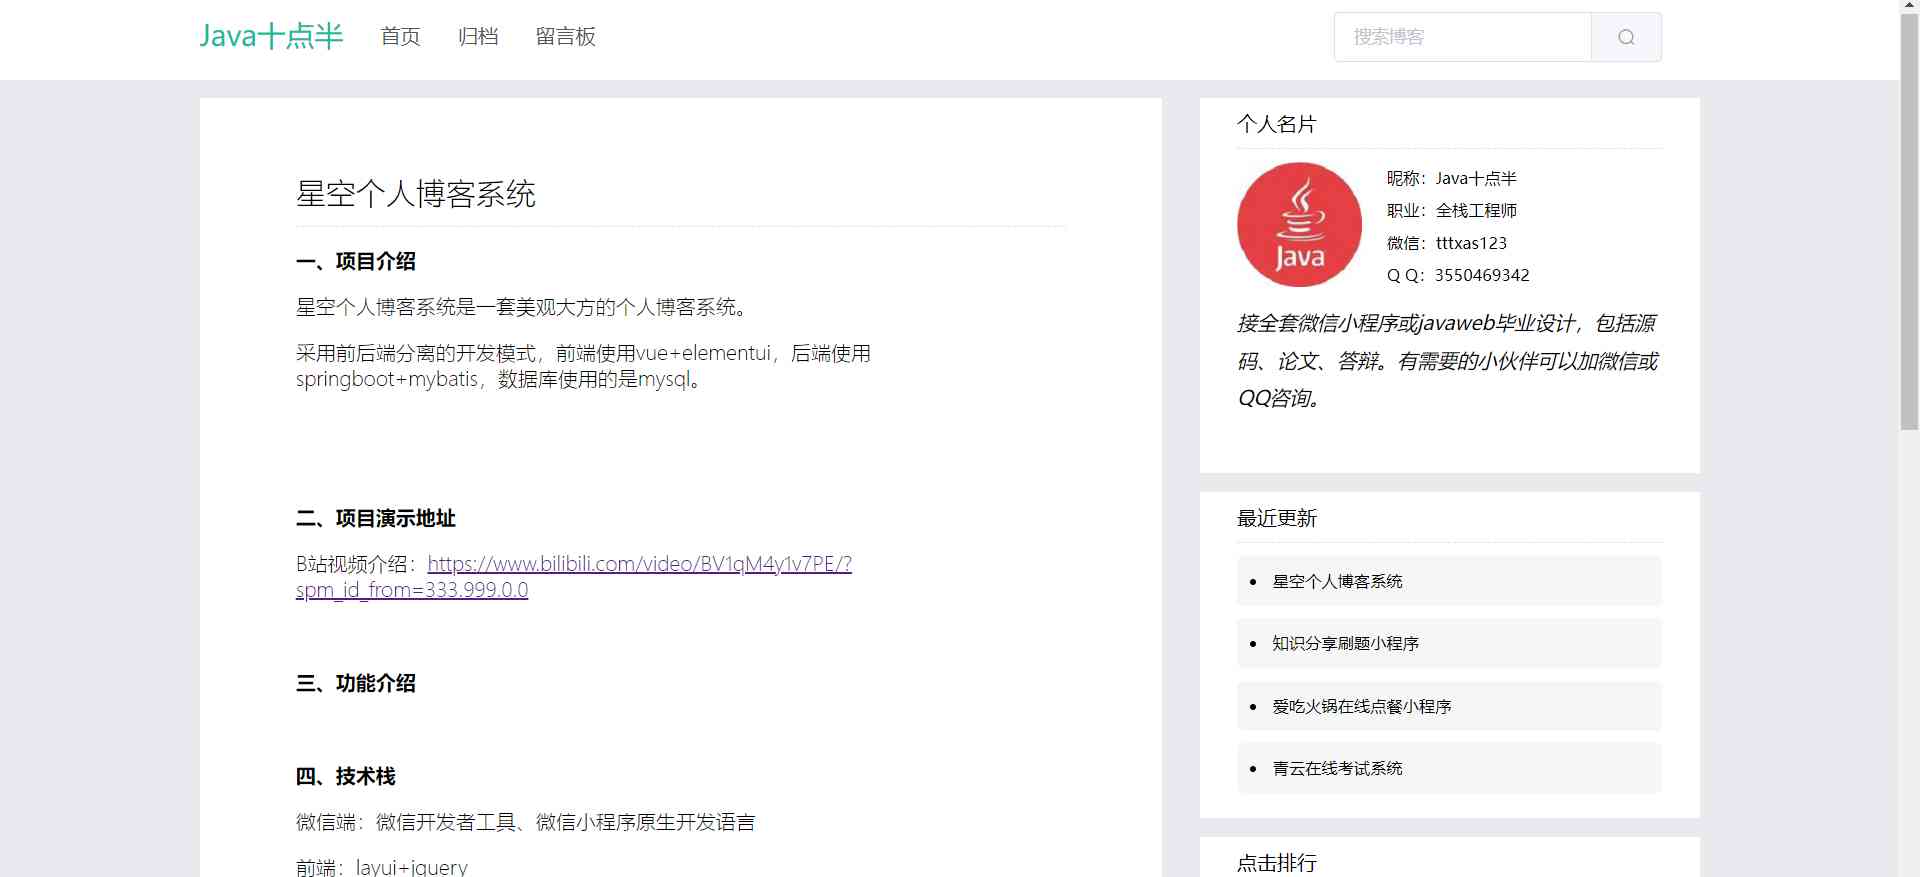 Java十点半
首页
归档
留言板
搜索博客
星空个人博客系统
一、项目介绍
星空个人博客系统是一套美观大方的个人博客系统。
采用前后端分离的开发模式，前端使用vue+elementui，后端使用
springboot+mybatis，数据库使用的是mysql。
二、项目演示地址
B站视频介绍：https://www.bilibili.com/video/BV1qM4y1v7PE/?
spm_id_from=333.999.0.0
三、功能介绍
四、技术栈
微信端：微信开发者工具、微信小程序原生开发语言
前端：layui+jquery
个人名片
Java
昵称：Java十点半
职业：全栈工程师
微信：tttxas123
Q Q：3550469342
接全套微信小程序或javaweb毕业设计，包括源
码、论文、答辩。有需要的小伙伴可以加微信或
QQ咨询。
最近更新
星空个人博客系统
知识分享刷题小程序
爱吃火锅在线点餐小程序
青云在线考试系统
点击排行